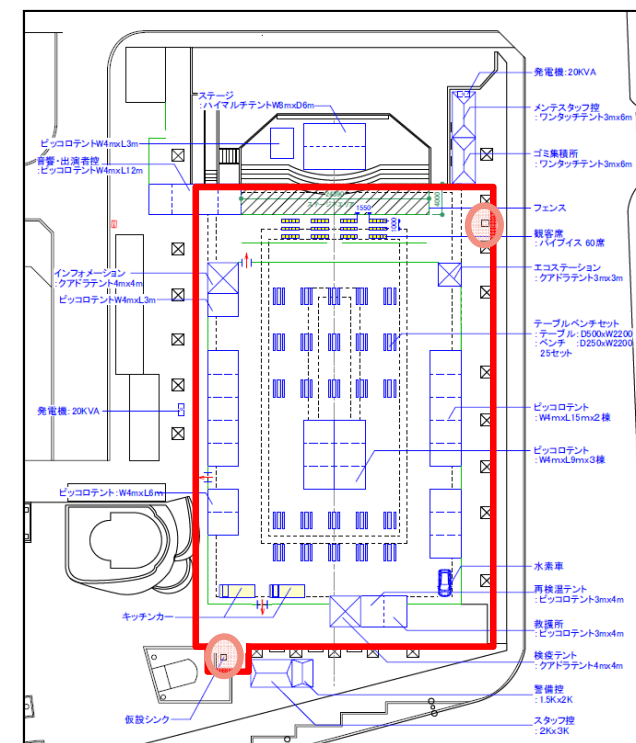 ステージ
:ハイマルチテントW8mxD6m
ピッコロテントW4mxL3m
音響・出演者控
:ピッコロテントW4mxL12m
インフォメーション
:クアドラテント4mx4m
ピッコロテントW4mxL3m
発電機:20KVA
ピッコロテント:W4mxL6m
キッチンカー
仮設シンク
1550
1000
4000
発電機:20KVA
メンテスタッフ控
:ワンタッチテント3mx6m
ゴミ集積所
:ワンタッチテント3mx6m
フェンス
観客席
:パイプイス 60席
エコステーション
:クアドラテント3mx3m
テーブルベンチセット
:テーブル:D500xW2200
:ベンチ :D250xW2200
25セット
ピッコロテント
:W4mxL15mx2棟
ピッコロテント
:W4mxL9mx3棟
水素車
再検温テント
:ピッコロテント3mx4m
救護所
:ピッコロテント3mx4m
検疫テント
:クアドラテント4mx4m
警備控
:1.5Kx2K
スタッフ控
:2Kx3K